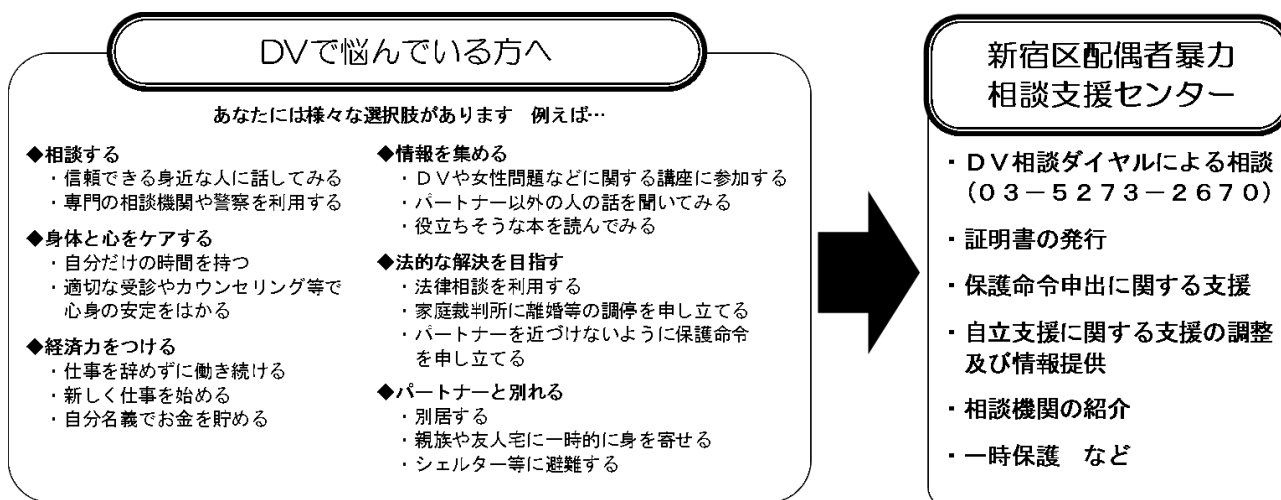 DVで悩んでいる方へ
あなたには様々な選択肢があります　例えば…
◆相談する
・信頼できる身近な人に話してみる
・専門の相談機関や警察を利用する
◆身体と心をケアする
・自分だけの時間を持つ
・適切な受診やカウンセリング等で
心身の安定をはかる
◆経済力をつける
・仕事を辞めずに働き続ける
・新しく仕事を始める
・自分名義でお金を貯める
◆情報を集める
・ＤＶや女性問題などに関する講座に参加する
・パートナー以外の人の話を聞いてみる
・役立ちそうな本を読んでみる
◆法的な解決を目指す
・法律相談を利用する
・家庭裁判所に離婚等の調停を申し立てる
・パートナーを近づけないように保護命令
を申し立てる
◆パートナーと別れる
・別居する
・親族や友人宅に一時的に身を寄せる
・シェルター等に避難する
新宿区配偶者暴力
相談支援センター
・ＤＶ相談ダイヤルによる相談
（０３－５２７３－２６７０）
・証明書の発行
・保護命令申出に関する支援
・自立支援に関する支援の調整
及び情報提供
・相談機関の紹介
・一時保護　など